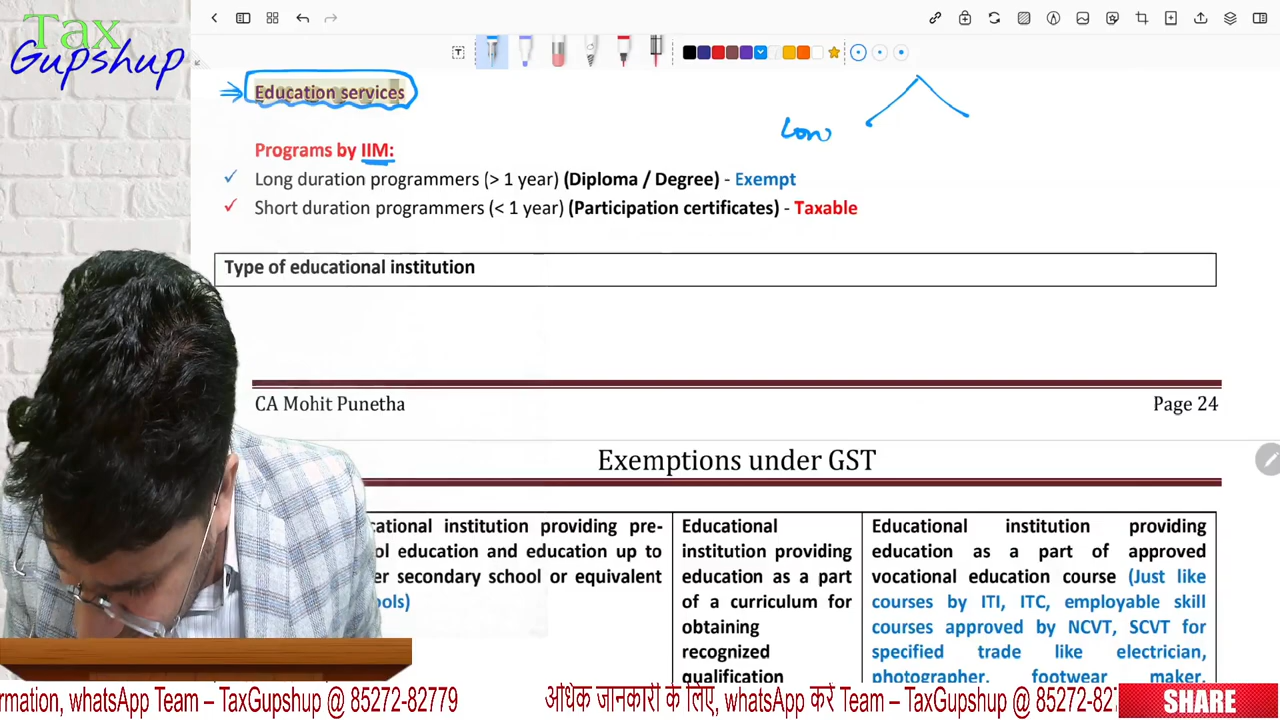 Tax
Gupshup
Education services
Long
Programs by IIM:
Long duration programmers (> 1 year) (Diploma / Degree) - Exempt
Short duration programmers (< 1 year) (Participation certificates) - Taxable
Type of educational institution
CA Mohit Punetha
Page 24
Exemptions under GST
cational institution providing pre-
ol education and education up to
er secondary school or equivalent
ools)
Educational
institution providing
education as a part
of a curriculum for
obtaining
recognized
qualification
Educational institution providing
education as a part of approved
vocational education course (Just like
courses by ITI, ITC, employable skill
courses approved by NCVT, SCVT for
specified trade like electrician,
photographer, footwear maker,
rmation, whatsApp Team – TaxGupshup @ 85272-82779
अधिक जानकारी के लिए, whatsApp करें Team – TaxGupshup @ 85272-827
SHARE